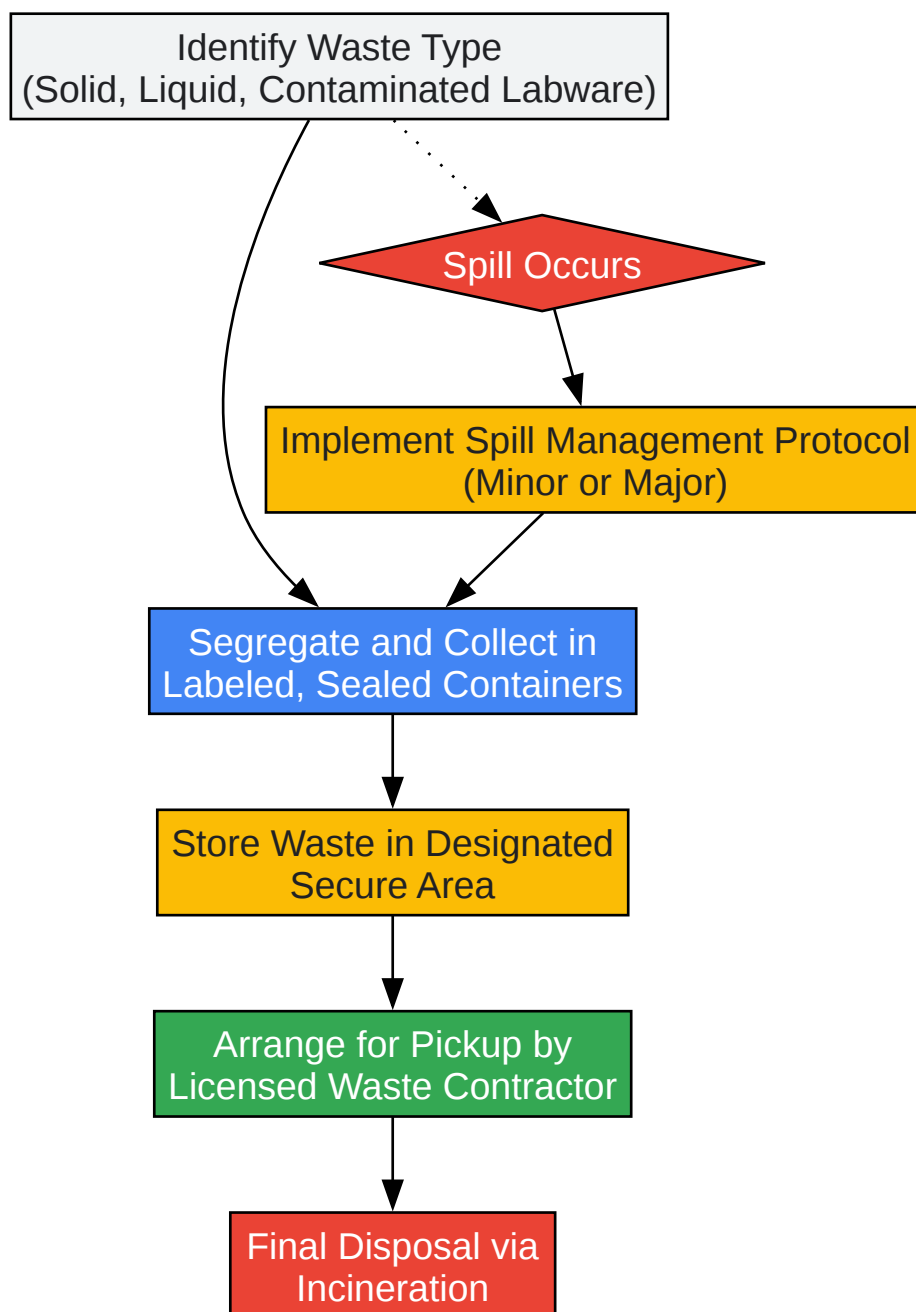 Identify Waste Type
(Solid, Liquid, Contaminated Labware)
Spill Occurs
Implement Spill Management Protocol
(Minor or Major)
Segregate and Collect in
Labeled, Sealed Containers
Store Waste in Designated
Secure Area
Arrange for Pickup by
Licensed Waste Contractor
Final Disposal via
Incineration